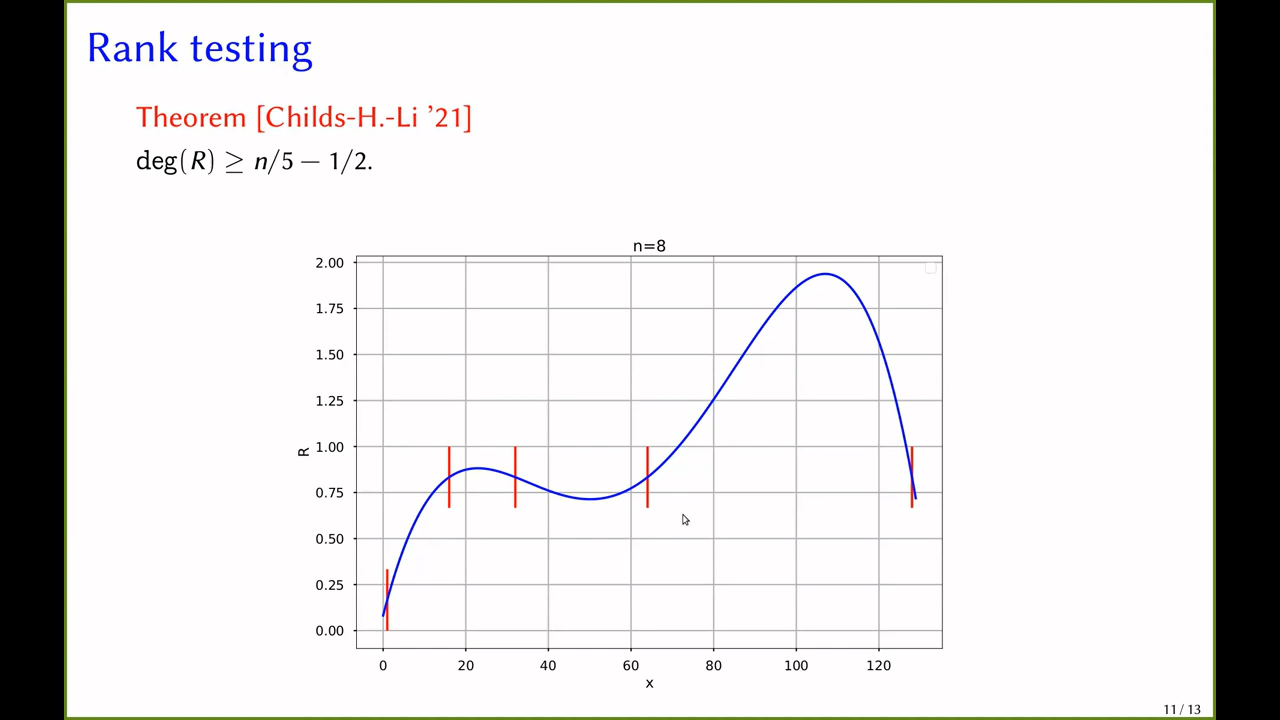 Rank testing
Theorem [Childs-H.-Li ’21]
deg(R) ≥ n/5 − 1/2.
n=8
2.00
1.75
1.50
1.25
1.00
0.75
0.50
0.25
0.00
R
0 20 40 60 80 100 120
x
11 / 13